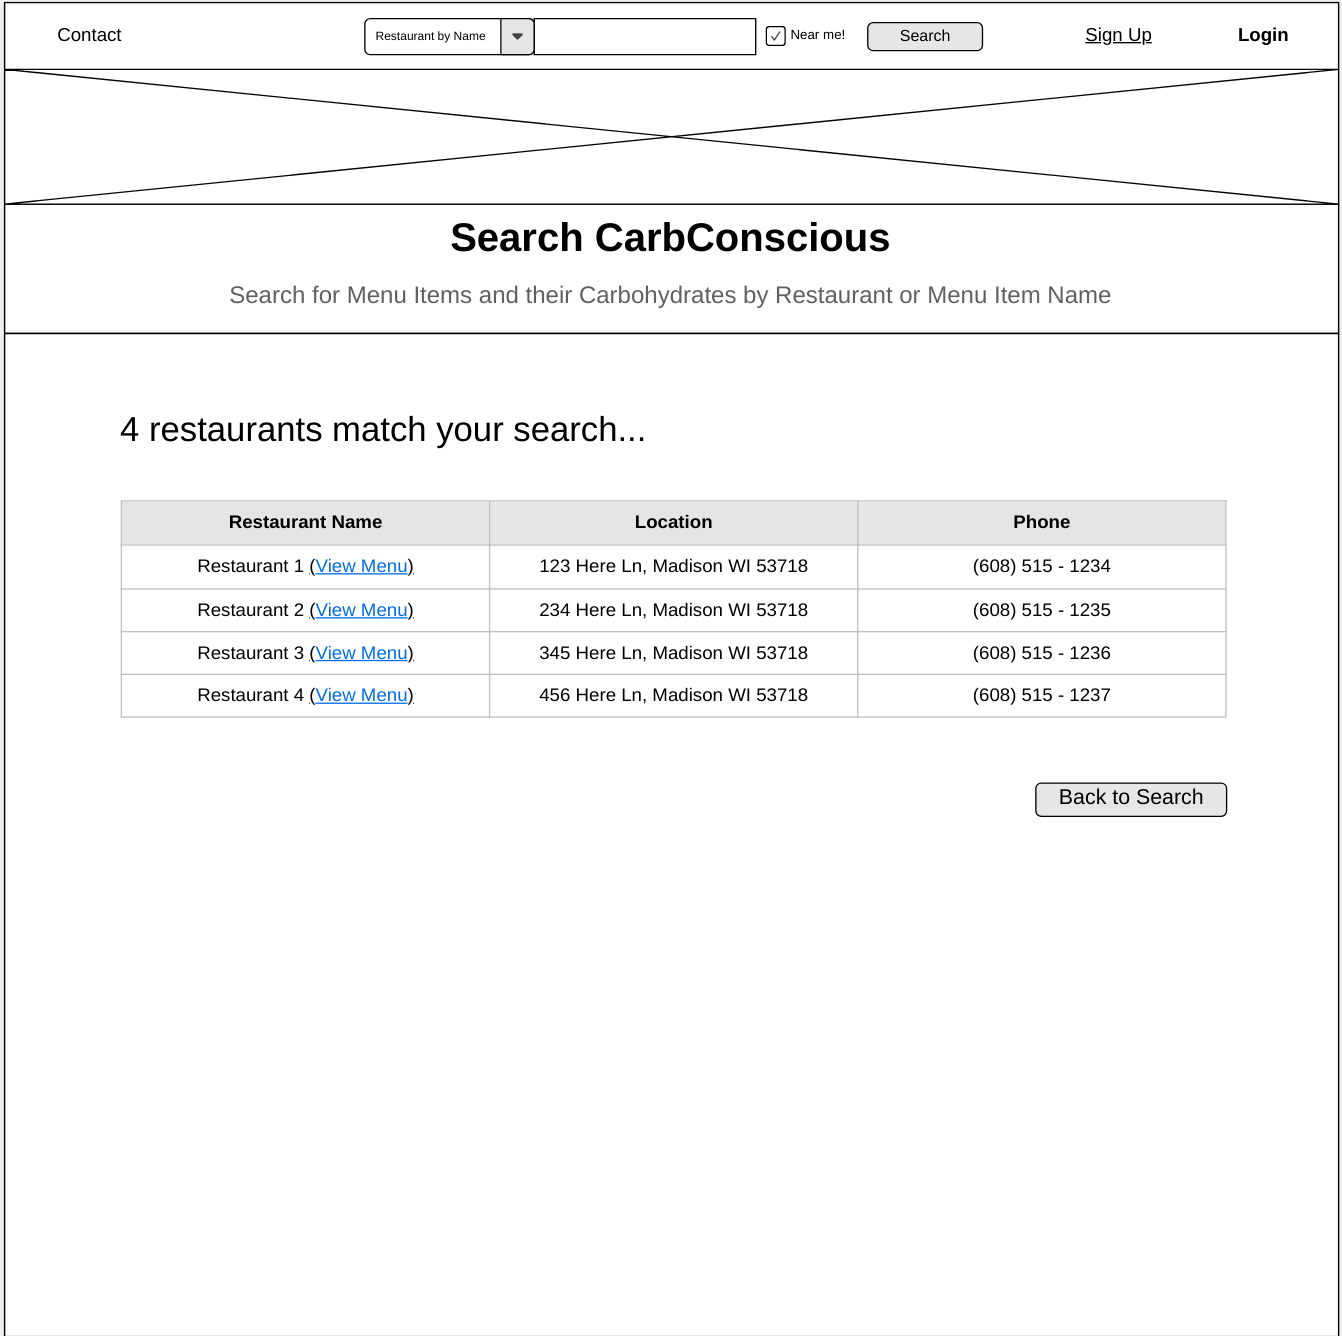 Contact Restaurant by Name Near me! Search Sign Up Login
Search CarbConscious
Search for Menu Items and their Carbohydrates by Restaurant or Menu Item Name
4 restaurants match your search...
Restaurant Name Location Phone
Restaurant 1 (View Menu) 123 Here Ln, Madison WI 53718 (608) 515 - 1234
Restaurant 2 (View Menu) 234 Here Ln, Madison WI 53718 (608) 515 - 1235
Restaurant 3 (View Menu) 345 Here Ln, Madison WI 53718 (608) 515 - 1236
Restaurant 4 (View Menu) 456 Here Ln, Madison WI 53718 (608) 515 - 1237
Back to Search